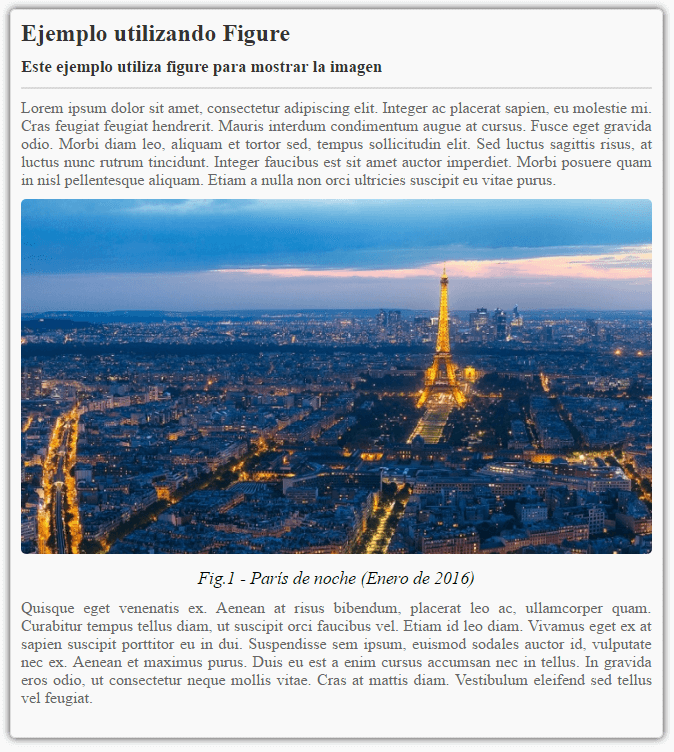 Ejemplo utilizando Figure
Este ejemplo utiliza figure para mostrar la imagen
Lorem ipsum dolor sit amet, consectetur adipiscing elit. Integer ac placerat sapien, eu molestie mi.
Cras feugiat feugiat hendrerit. Mauris interdum condimentum augue at cursus. Fusce eget gravida
odio. Morbi diam leo, aliquam et tortor sed, tempus sollicitudin elit. Sed luctus sagittis risus, at
luctus nunc rutrum tincidunt. Integer faucibus est sit amet auctor imperdiet. Morbi posuere quam
in nisl pellentesque aliquam. Etiam a nulla non orci ultricies suscipit eu vitae purus.
Fig.1 - París de noche (Enero de 2016)
Quisque eget venenatis ex. Aenean at risus bibendum, placerat leo ac, ullamcorper quam.
Curabitur tempus tellus diam, ut suscipit orci faucibus vel. Etiam id leo diam. Vivamus eget ex at
sapien suscipit porttitor eu in dui. Suspendisse sem ipsum, euismod sodales auctor id, vulputate
nec ex. Aenean et maximus purus. Duis eu est a enim cursus accumsan nec in tellus. In gravida
eros odio, ut consectetur neque mollis vitae. Cras at mattis diam. Vestibulum eleifend sed tellus
vel feugiat.